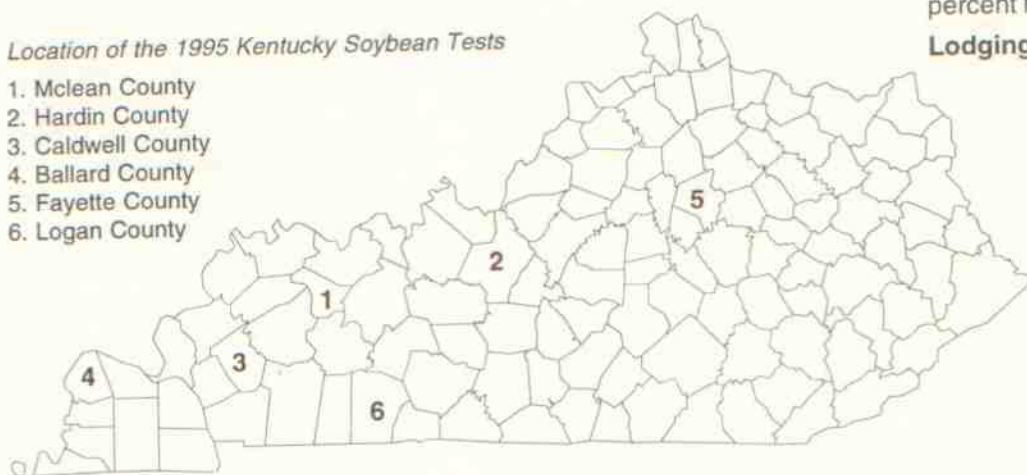 Location of the 1995 Kentucky Soybean Tests
1. Mclean County
2. Hardin County
3. Caldwell County
4. Ballard County
5. Fayette County
6. Logan County
percent
Lodging
5
2
1
3
4
6